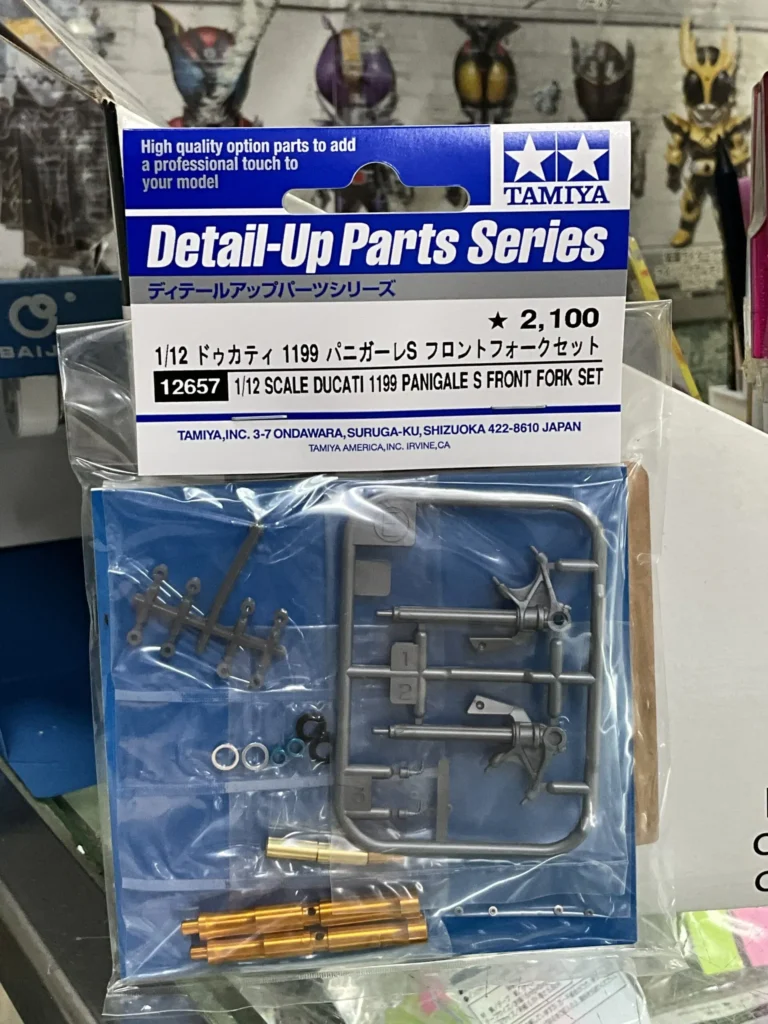 High quality option parts to add
a professional touch to
your model
TAMIYA
Detail-Up Parts Series
ディテールアップパーツシリーズ
★ 2,100
1/12 ドゥカティ 1199 パニガーレS フロントフォークセット
12657 1/12 SCALE DUCATI 1199 PANIGALE S FRONT FORK SET
TAMIYA,INC. 3-7 ONDAWARA,SURUGA-KU,SHIZUOKA 422-8610 JAPAN
TAMIYA AMERICA,INC. IRVINE,CA
BAIJ
1
2